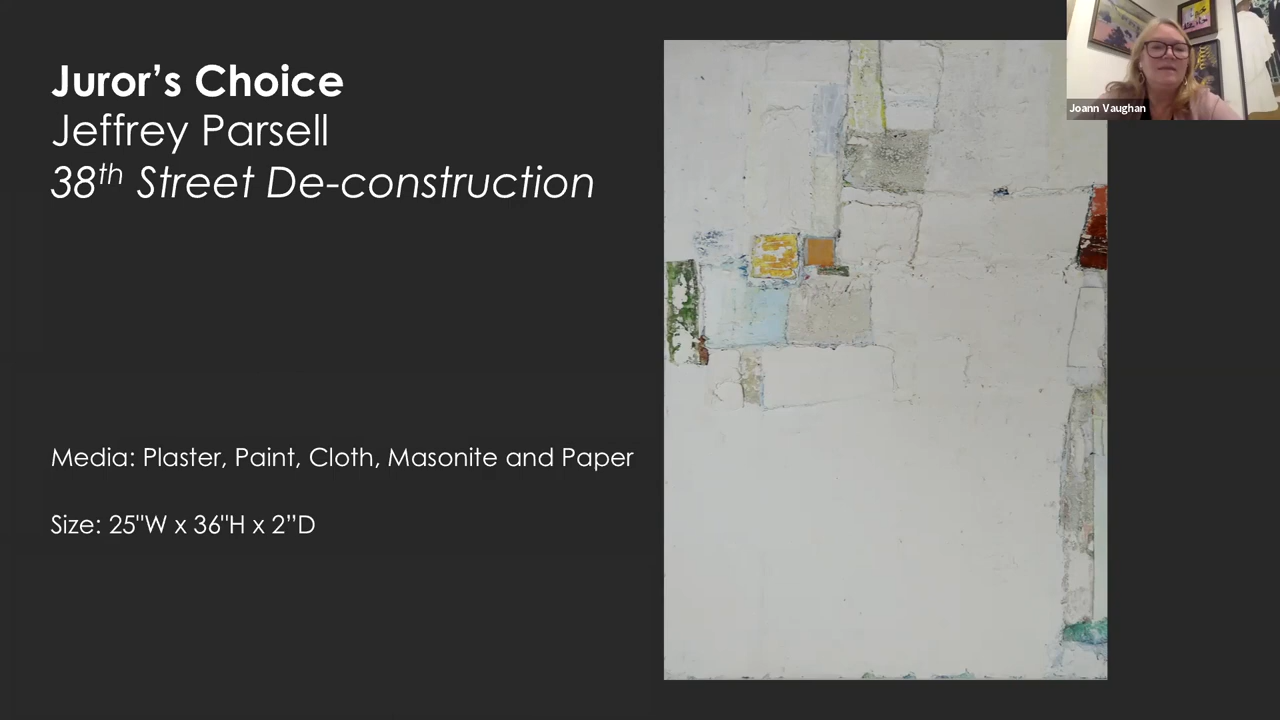 Juror’s Choice
Jeffrey Parsell
38th Street De-construction
Media: Plaster, Paint, Cloth, Masonite and Paper
Size: 25"W x 36"H x 2”D
Joann Vaughan